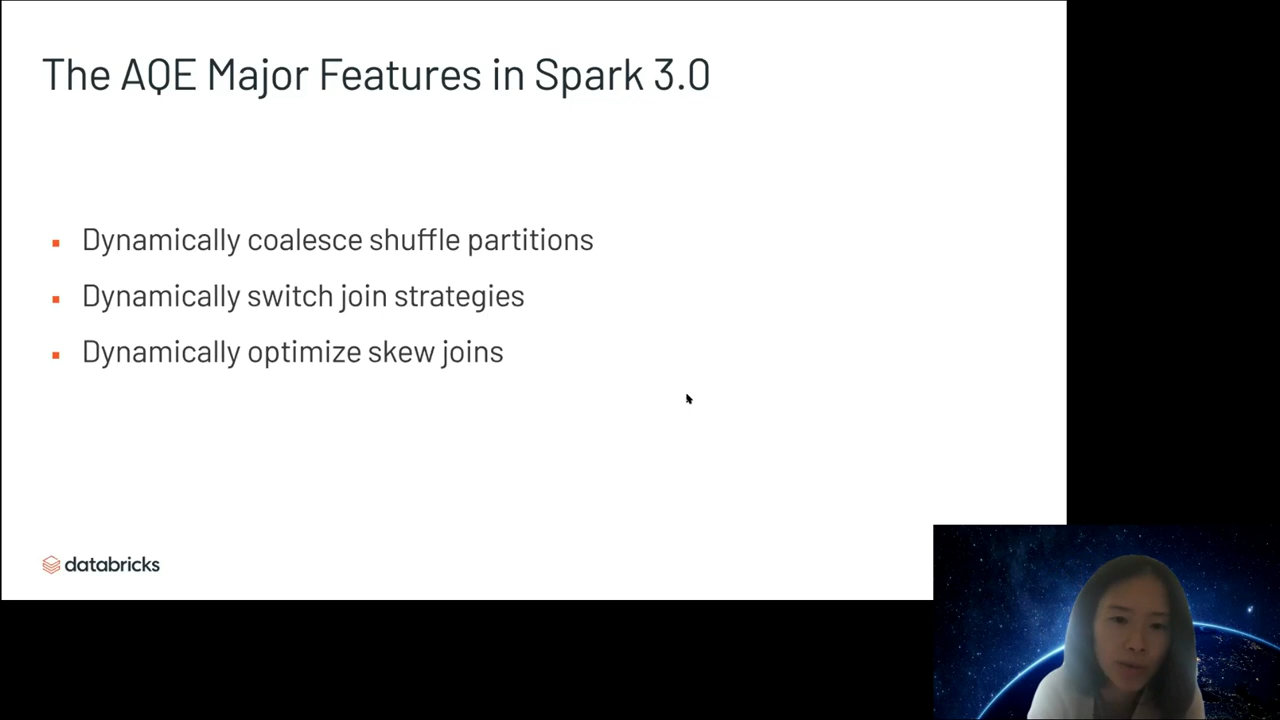 The AQE Major Features in Spark 3.0
Dynamically coalesce shuffle partitions
Dynamically switch join strategies
Dynamically optimize skew joins
databricks